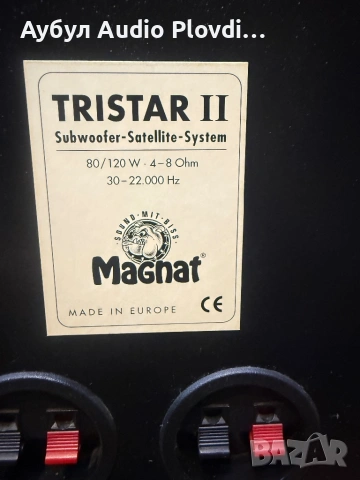 Аубул Аудио Plovdi...
TRISTAR II
Subwoofer-Satellite-System
80/120 W · 4–8 Ohm
30–22.000 Hz
·SOUND·MIT·BISS·
Magnat®
MADE IN EUROPE CE
BAZAR